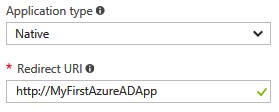 Application type
Native
* Redirect URI
http://MyFirstAzureADApp